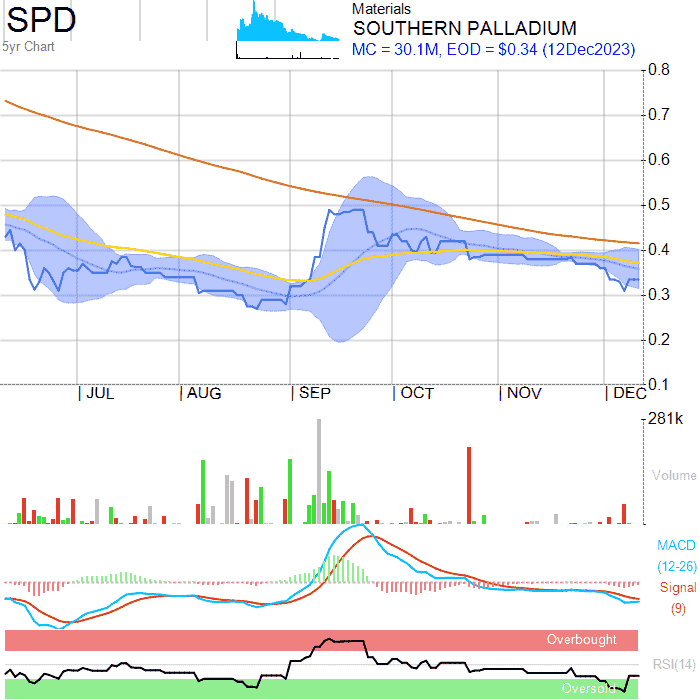 SPD
5yr Chart
Materials
SOUTHERN PALLADIUM
MC = 30.1M, EOD = $0.34 (12Dec2023)
0.8
0.7
0.6
0.5
0.4
0.3
0.2
0.1
JUL
AUG
SEP
OCT
NOV
DEC
281k
Volume
MACD
(12-26)
Signal
(9)
Overbought
RSI(14)
Oversold